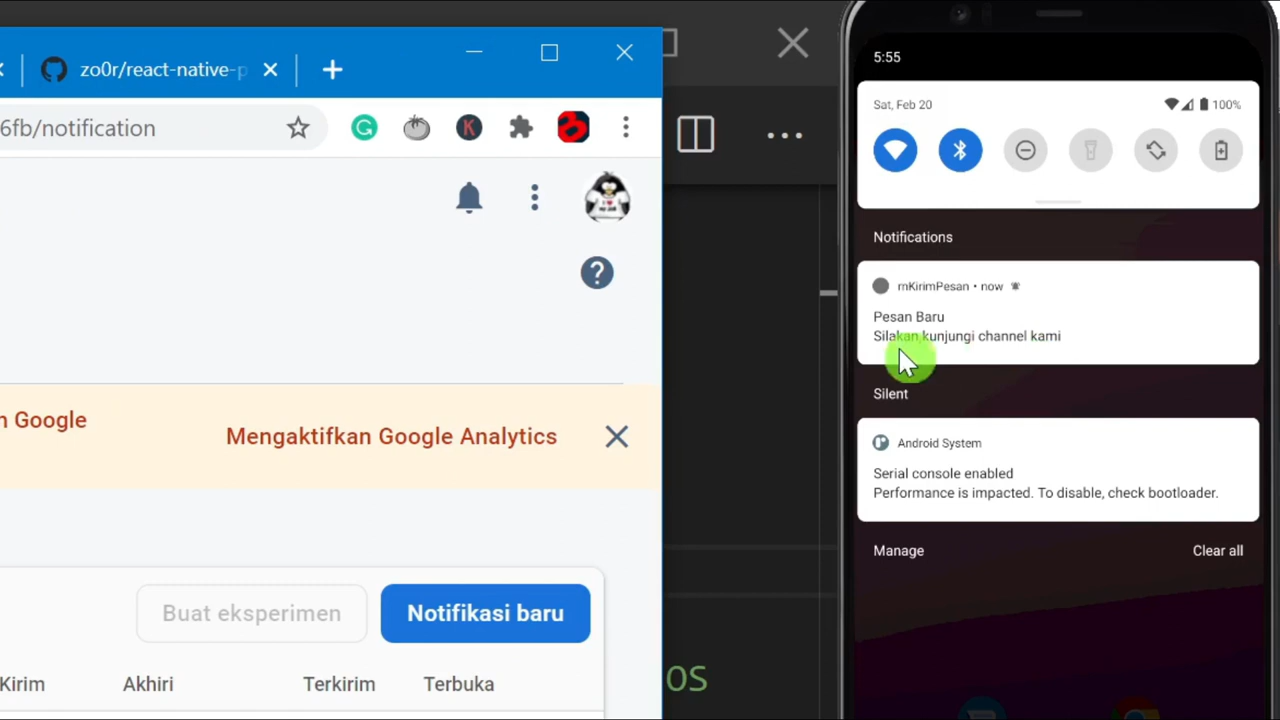 zo0r/react-native-p
6fb/notification
n Google
Mengaktifkan Google Analytics
Buat eksperimen
Notifikasi baru
Kirim
Akhiri
Terkirim
Terbuka
OS
5:55
Sat, Feb 20
100%
Notifications
rnKirimPesan • now
Pesan Baru
Silakan,kunjungi channel kami
Silent
Android System
Serial console enabled
Performance is impacted. To disable, check bootloader.
Manage
Clear all